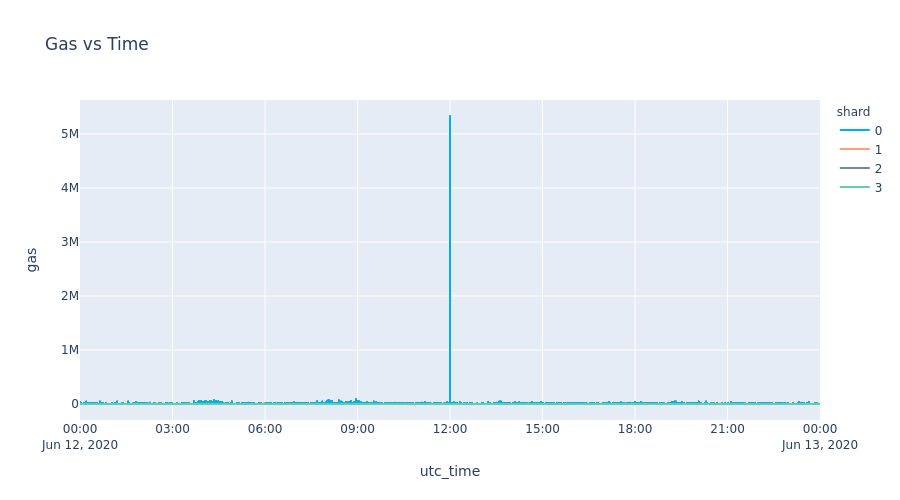 Gas vs Time
shard
0
1
2
3
gas
5M
4M
3M
2M
1M
0
00:00 03:00 06:00 09:00 12:00 15:00 18:00 21:00 00:00
Jun 12, 2020 Jun 13, 2020
utc_time